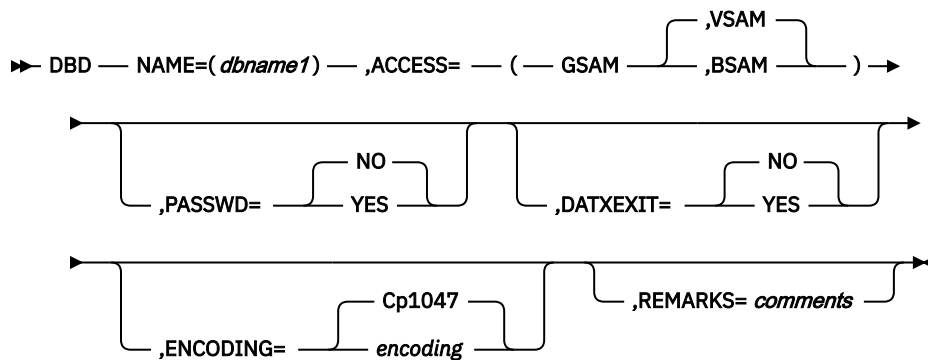 ,VSAM
DBD NAME=( dbname1 ) ,ACCESS= ( GSAM ,BSAM )
NO NO
,PASSWD= YES ,DATXEXIT= YES
Cp1047 ,REMARKS= comments
,ENCODING= encoding